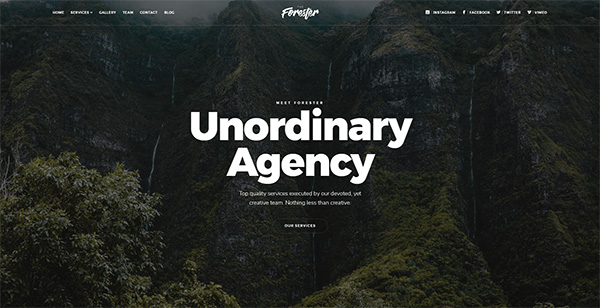 HOME SERVICES GALLERY TEAM CONTACT BLOG
Forester
INSTAGRAM FACEBOOK TWITTER VIMEO
MEET FORESTER
Unordinary
Agency
Top quality services executed by our devoted, yet
creative team. Nothing less than creative.
OUR SERVICES